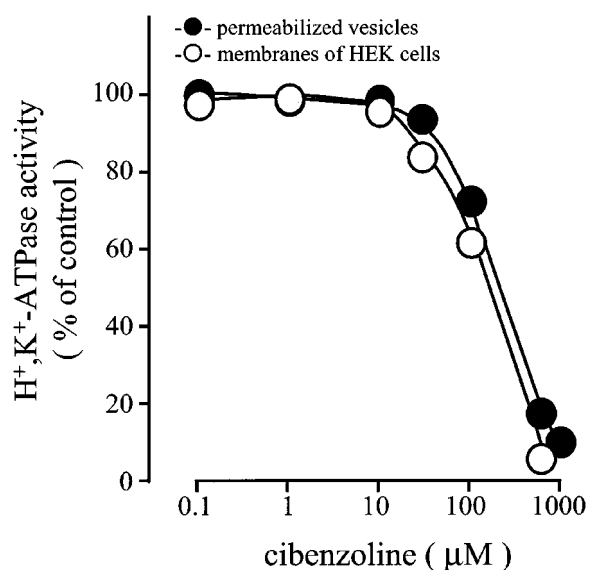 -●- permeabilized vesicles
-○- membranes of HEK cells
H⁺,K⁺-ATPase activity
( % of control )
100
80
60
40
20
0
0.1 1 10 100 1000
cibenzoline ( μM )